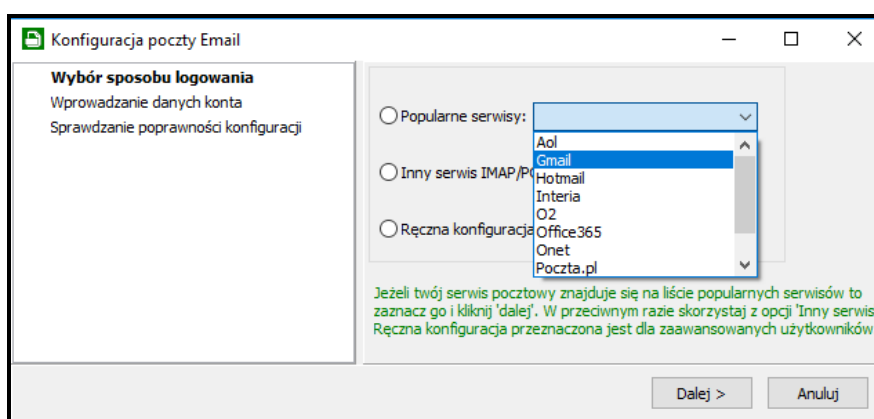 Konfiguracja poczty Email
Wybór sposobu logowania
Wprowadzanie danych konta
Sprawdzanie poprawności konfiguracji
Popularne serwisy:
Aol
Gmail
Hotmail
Interia
O2
Office365
Onet
Poczta.pl
Inny serwis IMAP/P
Ręczna konfiguracja
Jeżeli twój serwis pocztowy znajduje się na liście popularnych serwisów to
zaznacz go i kliknij 'dalej'. W przeciwnym razie skorzystaj z opcji 'Inny serwis
Ręczna konfiguracja przeznaczona jest dla zaawansowanych użytkowników
Dalej >
Anuluj